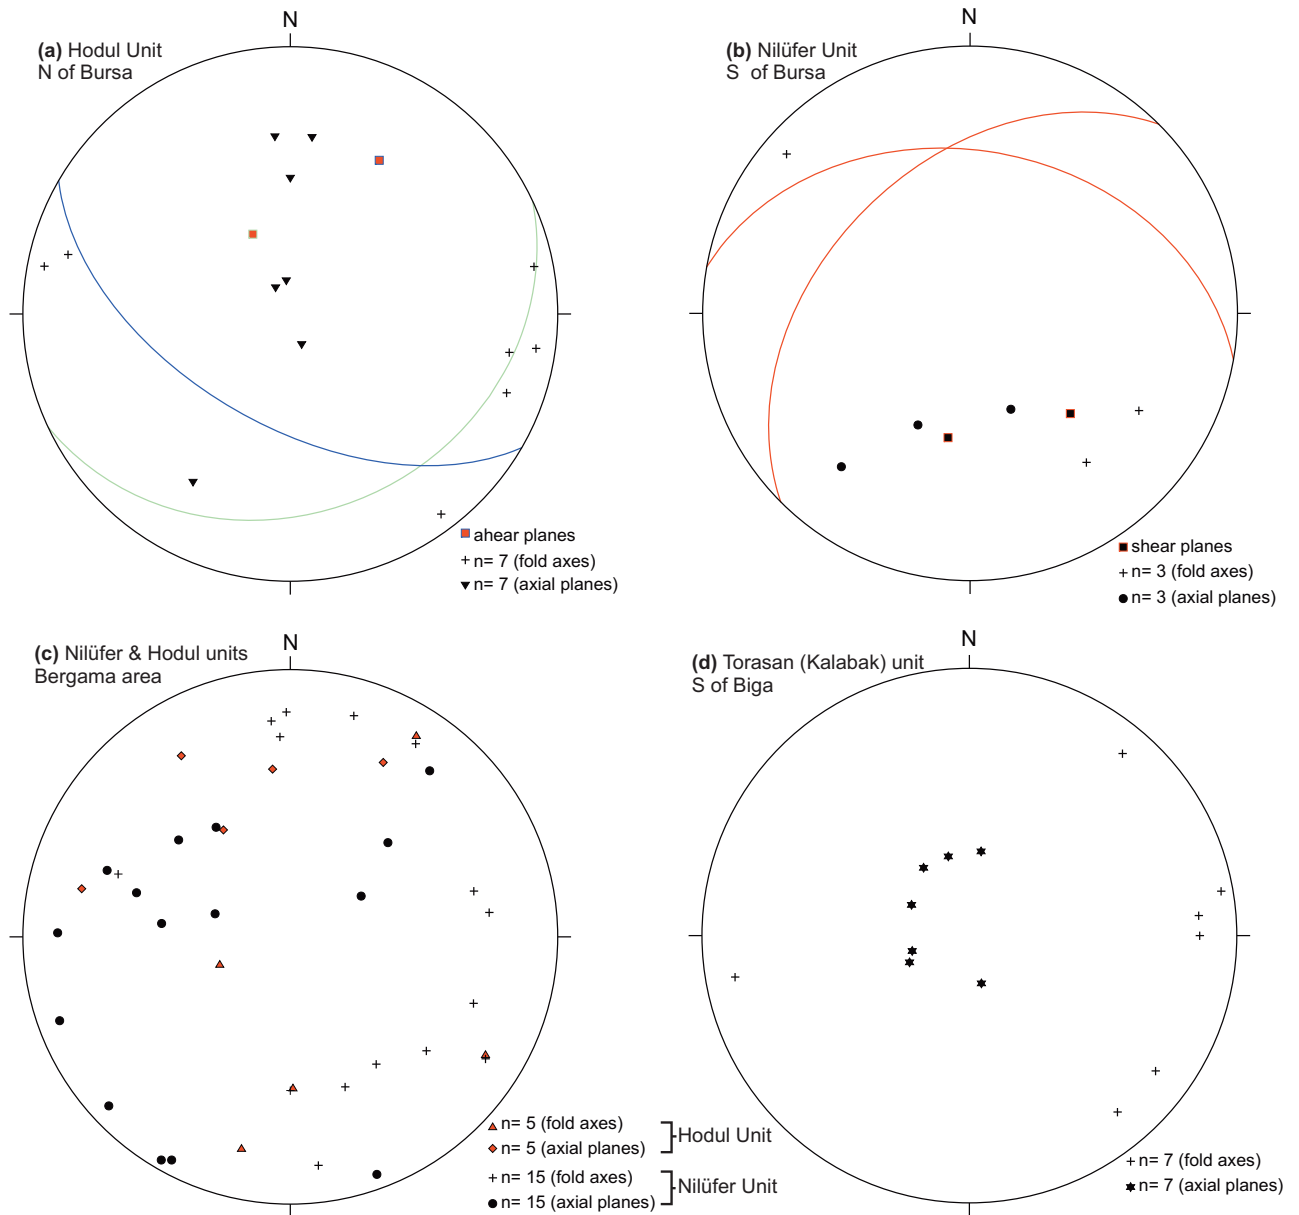 N
(a) Hodul Unit
N of Bursa
ahear planes
n= 7 (fold axes)
n= 7 (axial planes)
N
(b) Nilüfer Unit
S of Bursa
shear planes
n= 3 (fold axes)
n= 3 (axial planes)
N
(c) Nilüfer & Hodul units
Bergama area
n= 5 (fold axes)
n= 5 (axial planes)
Hodul Unit
n= 15 (fold axes)
n= 15 (axial planes)
Nilüfer Unit
N
(d) Torasan (Kalabak) unit
S of Biga
n= 7 (fold axes)
n= 7 (axial planes)